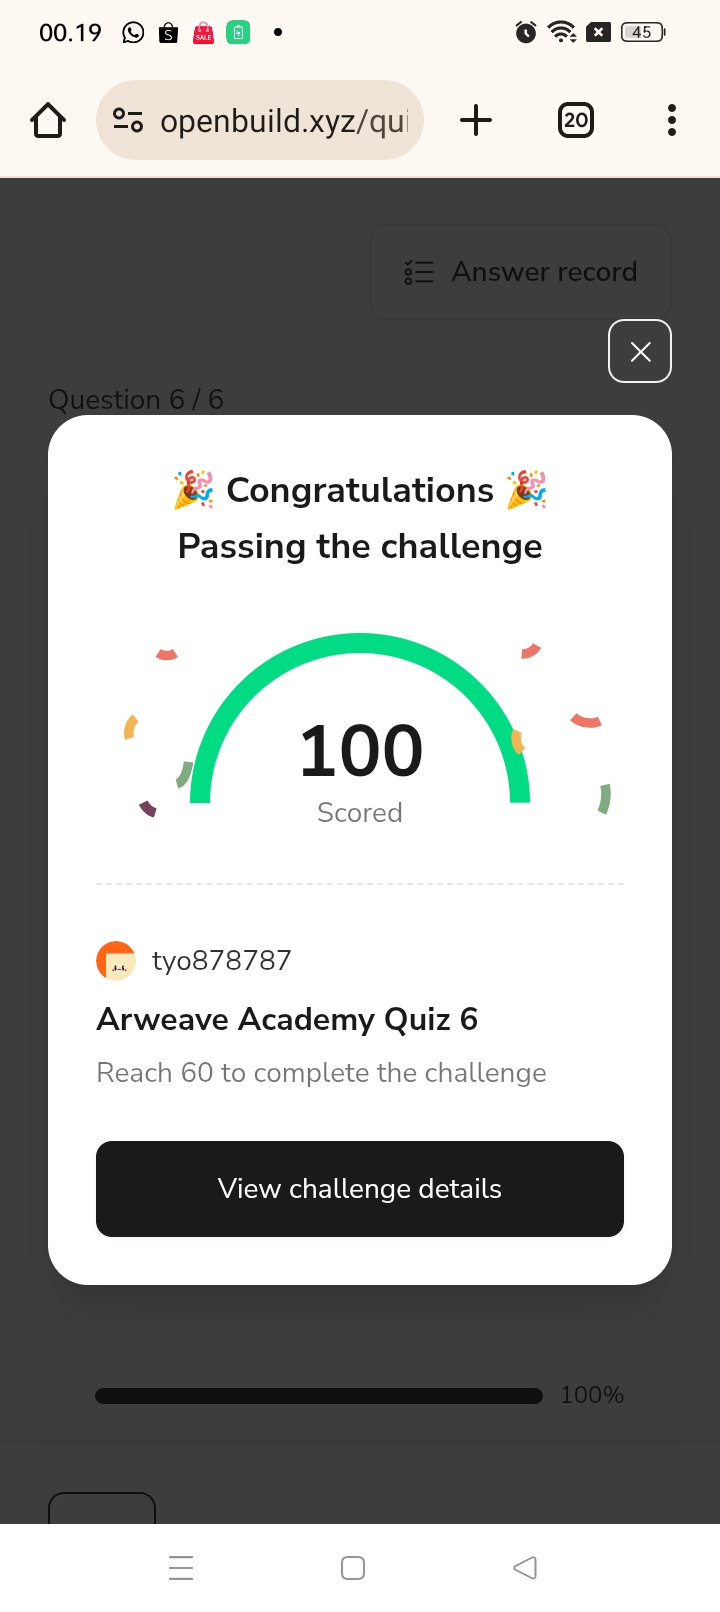 00.19
S
SALE
45
openbuild.xyz/qui
20
Answer record
Question 6 / 6
🎉 Congratulations 🎉
Passing the challenge
100
Scored
tyo878787
Arweave Academy Quiz 6
Reach 60 to complete the challenge
View challenge details
100%